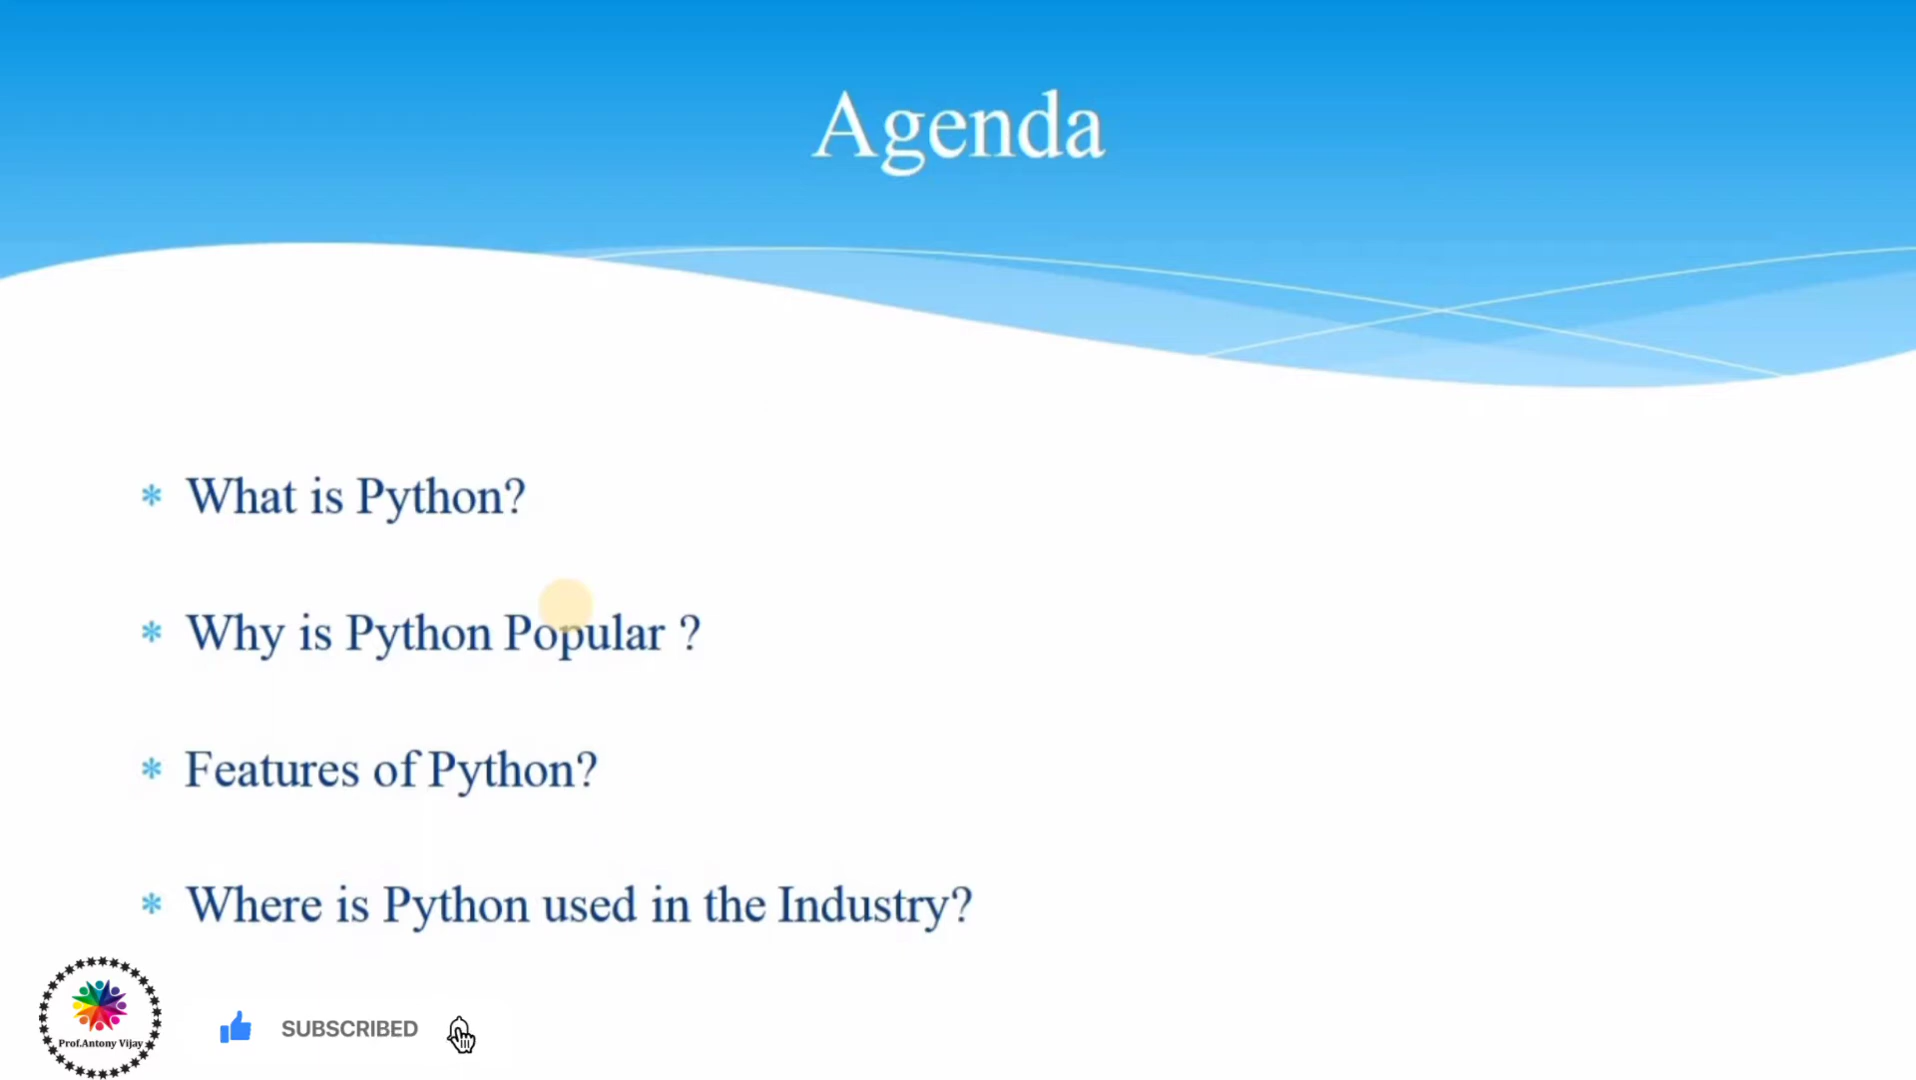 Agenda
* What is Python?
* Why is Python Popular ?
* Features of Python?
* Where is Python used in the Industry?
Prof.Antony Vijay
SUBSCRIBED